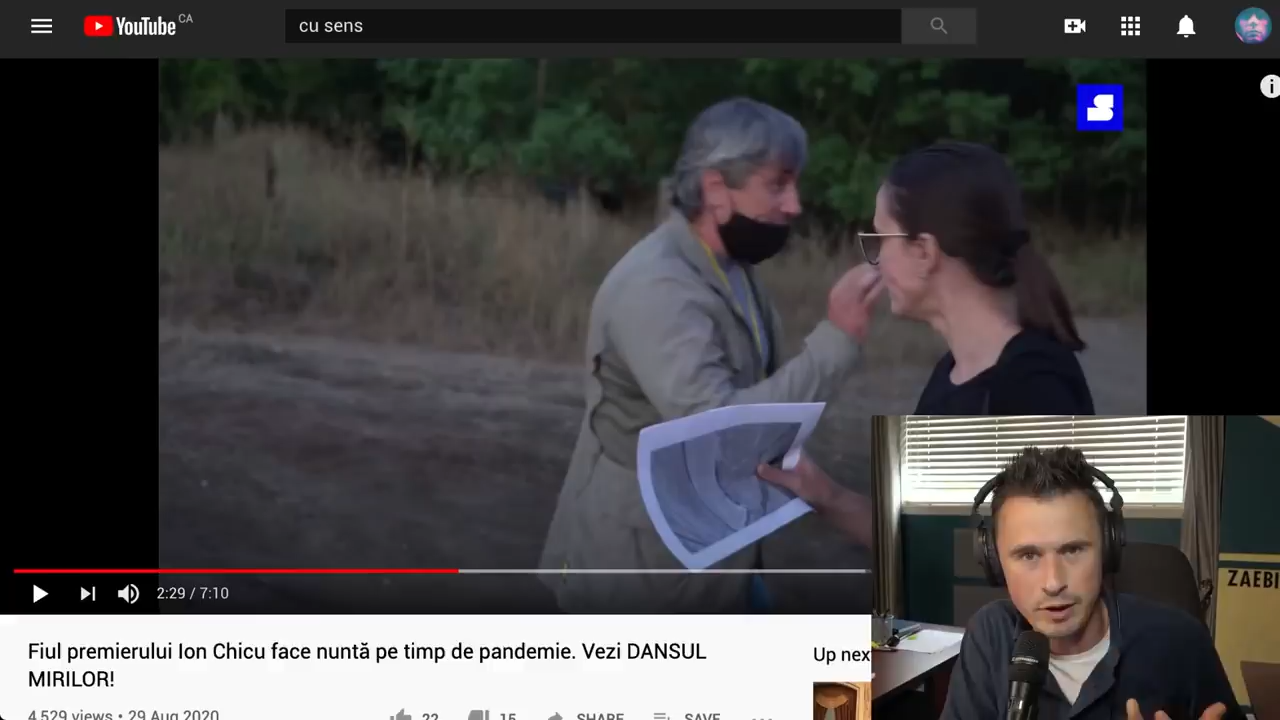 YouTube CA
cu sens
2:29 / 7:10
ZAEBI
Fiul premierului Ion Chicu face nuntă pe timp de pandemie. Vezi DANSUL
MIRILOR!
Up nex
4,529 views • 29 Aug 2020
22
15
SHARE
SAVE